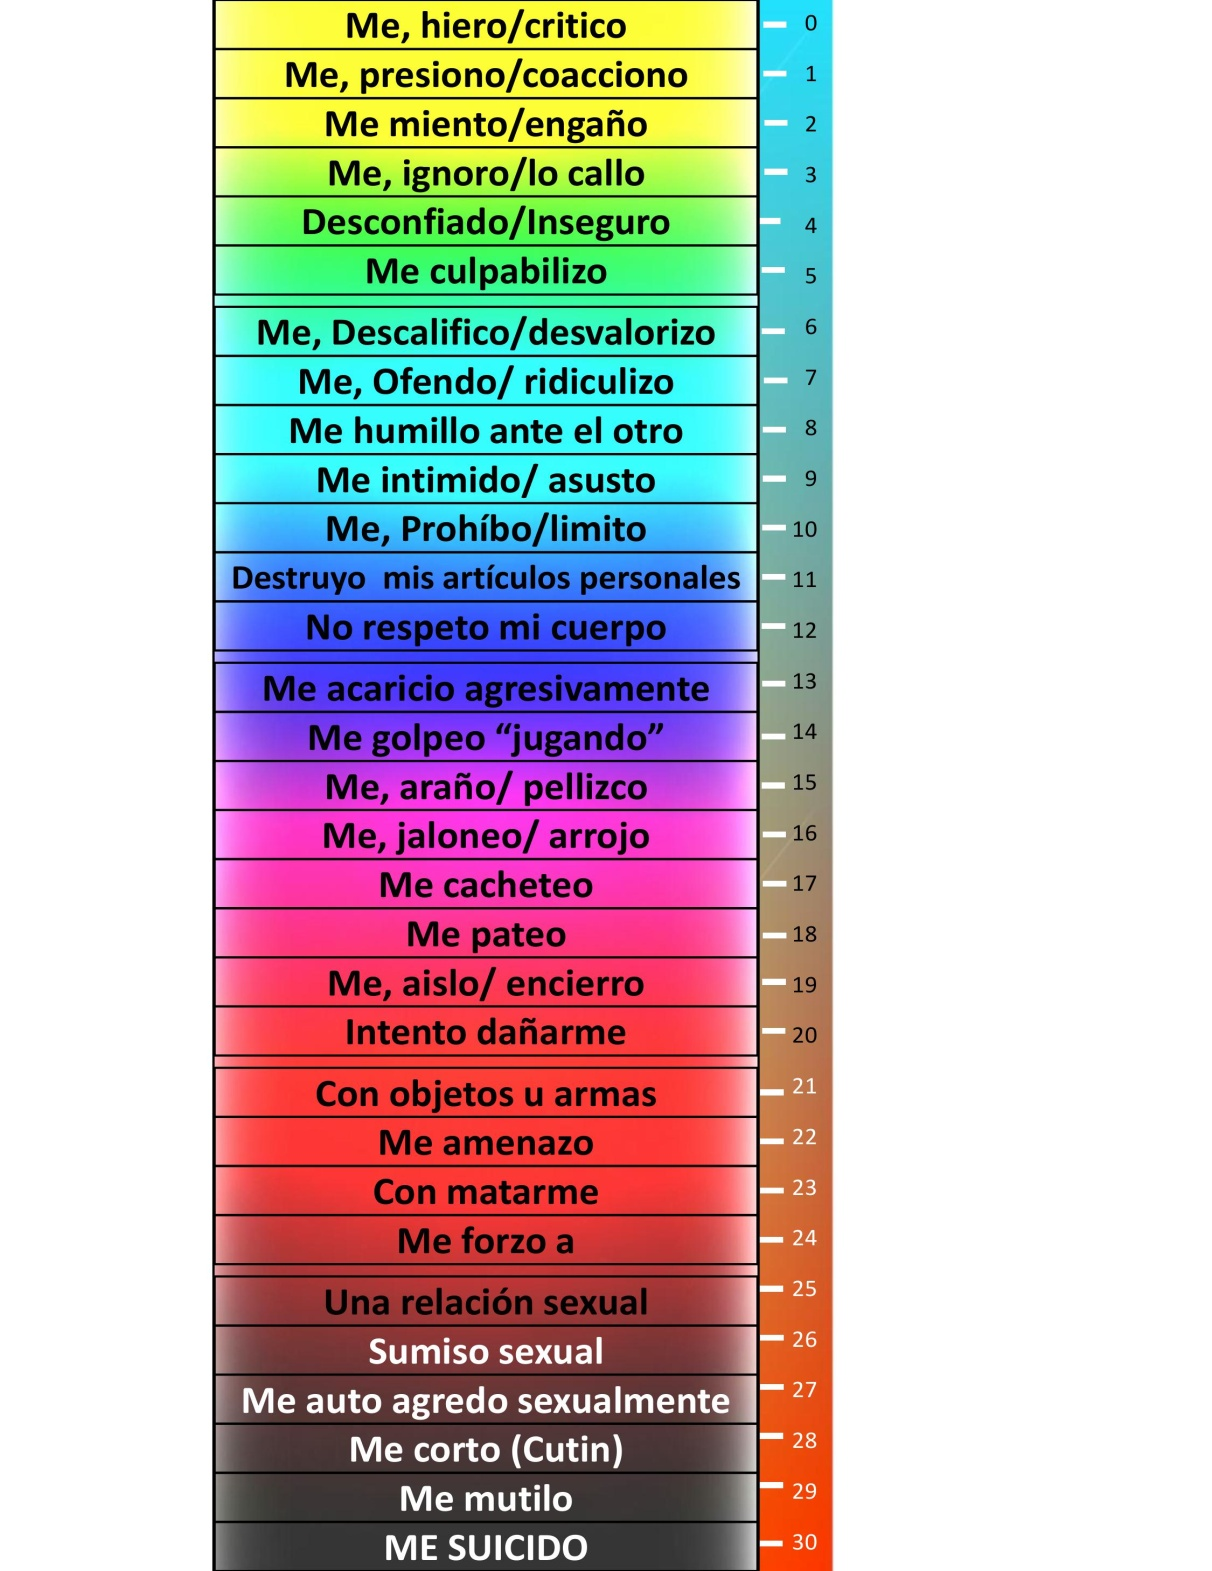 Me, hiero/critico 0
Me, presiono/coacciono 1
Me miento/engaño 2
Me, ignoro/lo callo 3
Desconfiado/Inseguro 4
Me culpabilizo 5
Me, Descalifico/desvalorizo 6
Me, Ofendo/ ridiculizo 7
Me humillo ante el otro 8
Me intimido/ asusto 9
Me, Prohíbo/limito 10
Destruyo mis artículos personales 11
No respeto mi cuerpo 12
Me acaricio agresivamente 13
Me golpeo “jugando” 14
Me, araño/ pellizco 15
Me, jaloneo/ arrojo 16
Me cacheteo 17
Me pateo 18
Me, aislo/ encierro 19
Intento dañarme 20
Con objetos u armas 21
Me amenazo 22
Con matarme 23
Me forzo a 24
Una relación sexual 25
Sumiso sexual 26
Me auto agredo sexualmente 27
Me corto (Cutin) 28
Me mutilo 29
ME SUICIDO 30